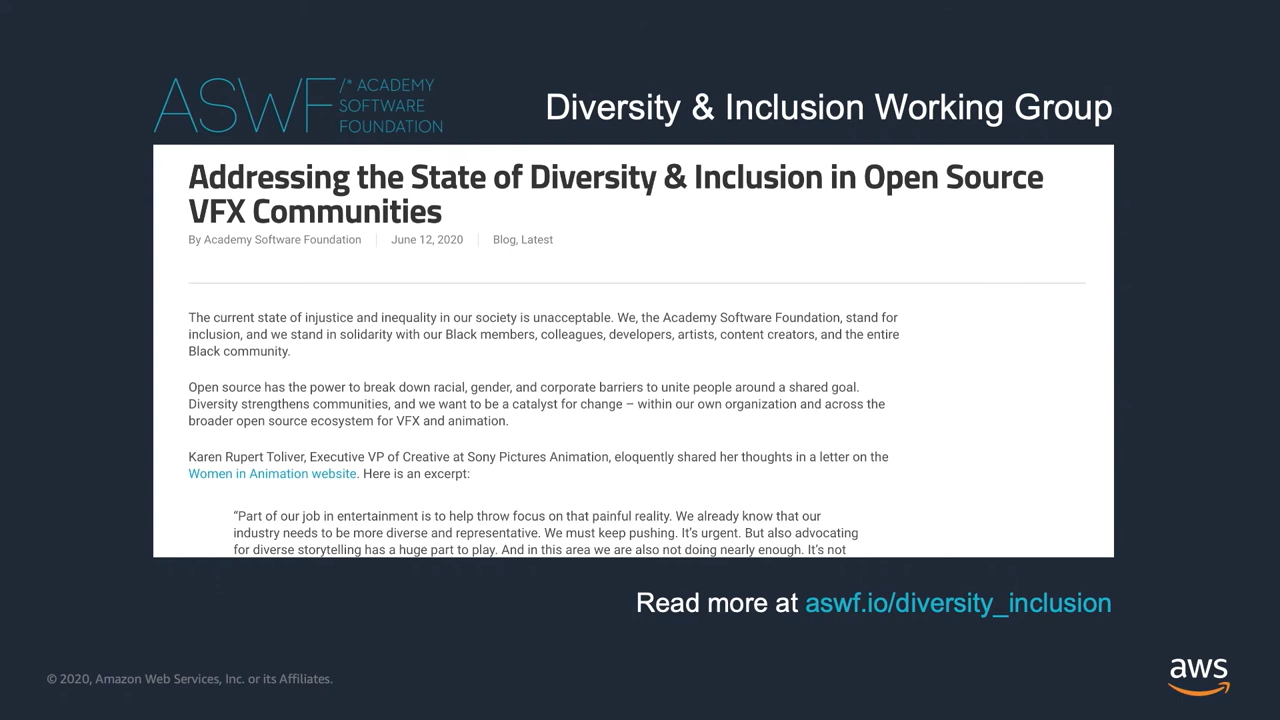 ASWF
/* ACADEMY
SOFTWARE
FOUNDATION
Diversity & Inclusion Working Group
Addressing the State of Diversity & Inclusion in Open Source
VFX Communities
By Academy Software Foundation
June 12, 2020
Blog, Latest
The current state of injustice and inequality in our society is unacceptable. We, the Academy Software Foundation, stand for
inclusion, and we stand in solidarity with our Black members, colleagues, developers, artists, content creators, and the entire
Black community.
Open source has the power to break down racial, gender, and corporate barriers to unite people around a shared goal.
Diversity strengthens communities, and we want to be a catalyst for change – within our own organization and across the
broader open source ecosystem for VFX and animation.
Karen Rupert Toliver, Executive VP of Creative at Sony Pictures Animation, eloquently shared her thoughts in a letter on the
Women in Animation website. Here is an excerpt:
“Part of our job in entertainment is to help throw focus on that painful reality. We already know that our
industry needs to be more diverse and representative. We must keep pushing. It’s urgent. But also advocating
for diverse storytelling has a huge part to play. And in this area we are also not doing nearly enough. It’s not
Read more at aswf.io/diversity_inclusion
© 2020, Amazon Web Services, Inc. or its Affiliates.
aws